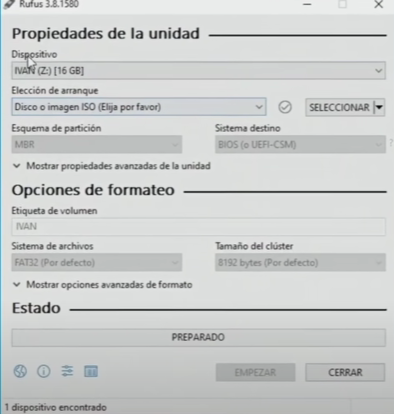 Rufus 3.8.1580
Propiedades de la unidad
Dispositivo
IVAN (Z:) [16 GB]
Elección de arranque
Disco o imagen ISO (Elija por favor)
SELECCIONAR
Esquema de partición
Sistema destino
MBR
BIOS (o UEFI-CSM)
?
Mostrar propiedades avanzadas de la unidad
Opciones de formateo
Etiqueta de volumen
IVAN
Sistema de archivos
Tamaño del clúster
FAT32 (Por defecto)
8192 bytes (Por defecto)
Mostrar opciones avanzadas de formato
Estado
PREPARADO
EMPEZAR
CERRAR
1 dispositivo encontrado